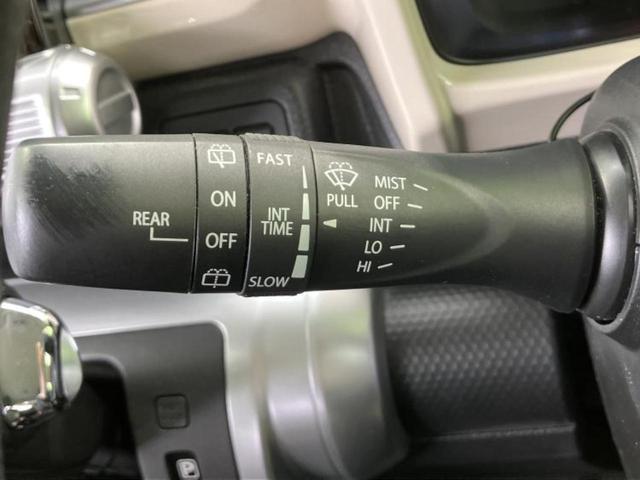 REAR
ON
OFF
FAST
INT
TIME
SLOW
PULL
MIST
OFF
INT
LO
HI
P